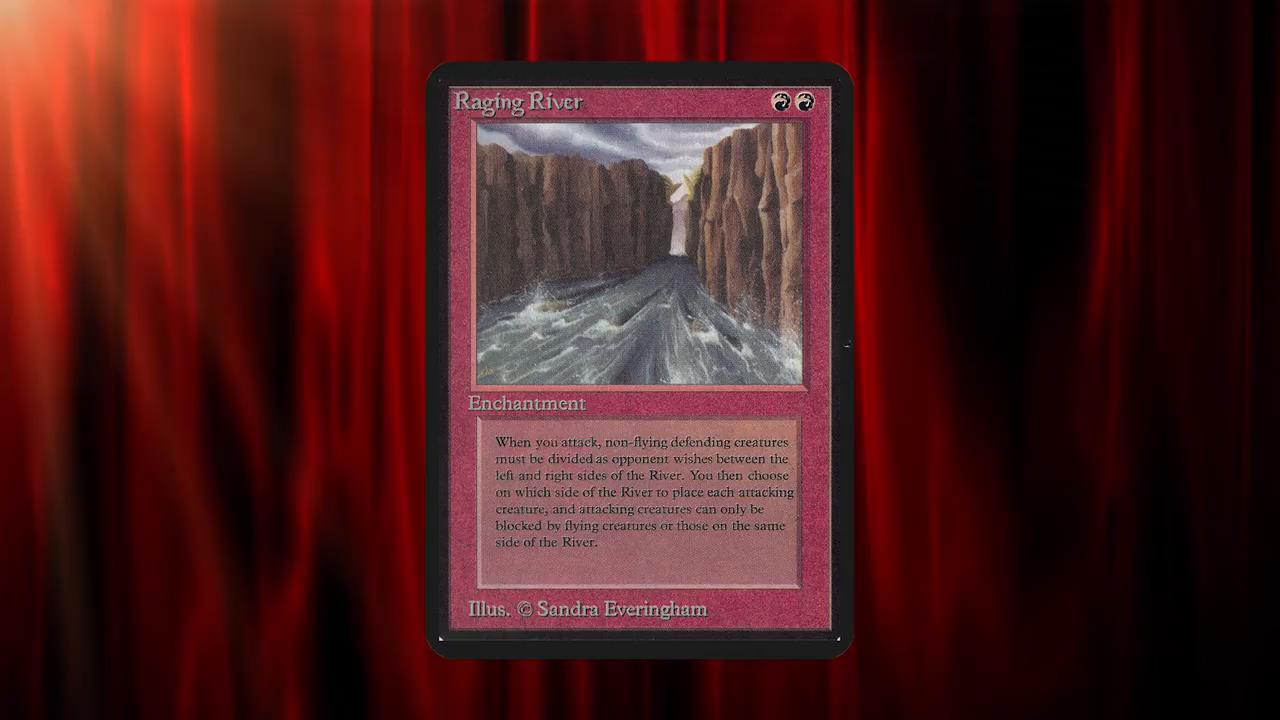 Raging River
Enchantment
When you attack, non-flying defending creatures
must be divided as opponent wishes between the
left and right sides of the River. You then choose
on which side of the River to place each attacking
creature, and attacking creatures can only be
blocked by flying creatures or those on the same
side of the River.
Illus. © Sandra Everingham